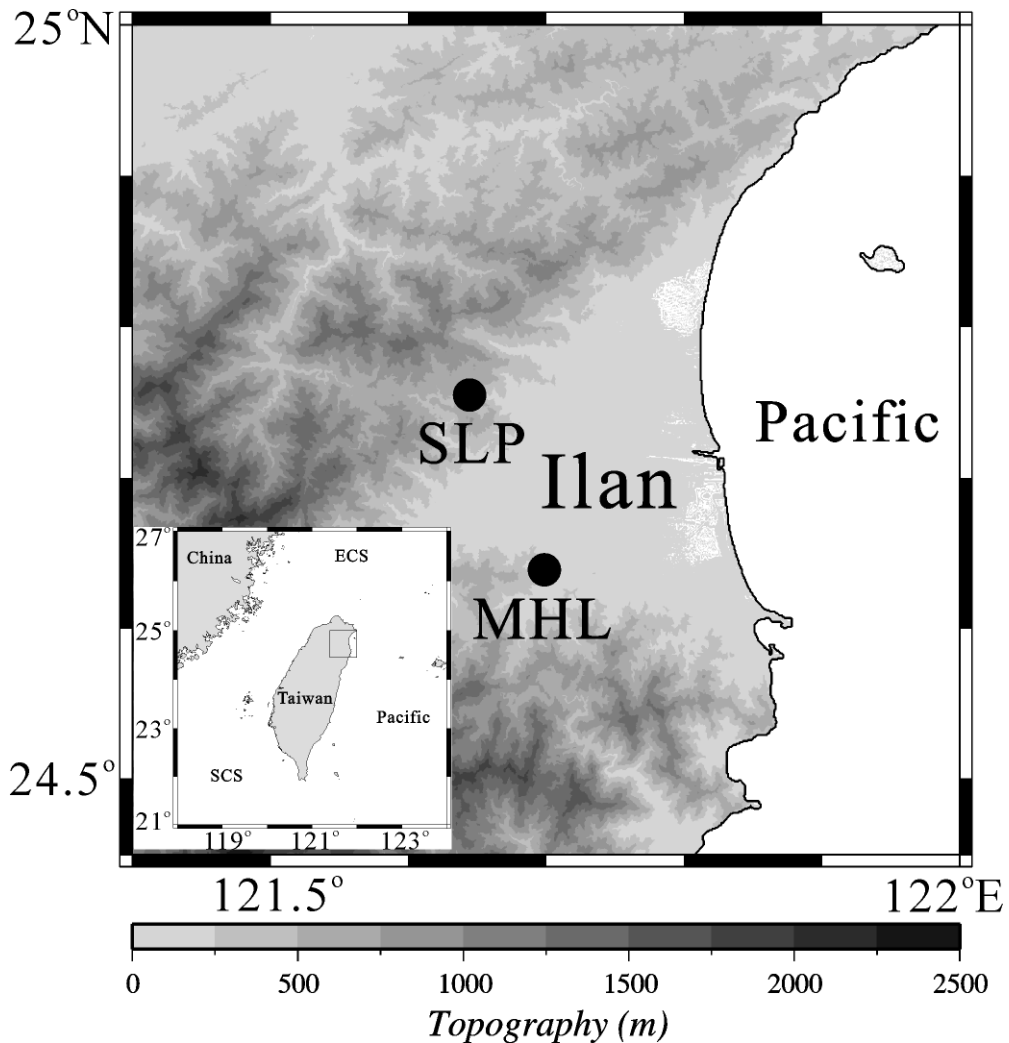 25°N
Pacific
SLP
Ilan
MHL
27°
China
ECS
25°
Taiwan
23°
Pacific
SCS
21°
119° 121° 123°
24.5°
121.5° 122°E
0 500 1000 1500 2000 2500
Topography (m)